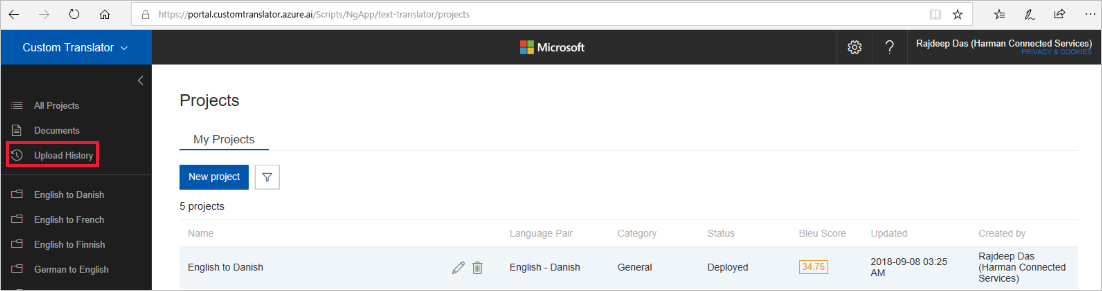 https://portal.customtranslator.azure.ai/Scripts/NgApp/text-translator/projects
Custom Translator
Microsoft
?
Rajdeep Das (Harman Connected Services)
PRIVACY & COOKIES
All Projects
Documents
Upload History
English to Danish
English to French
English to Finnish
German to English
Projects
My Projects
New project
5 projects
Name Language Pair Category Status Bleu Score Updated Created by
English to Danish English - Danish General Deployed 34.76 2018-09-08 03:25 AM Rajdeep Das (Harman Connected Services)